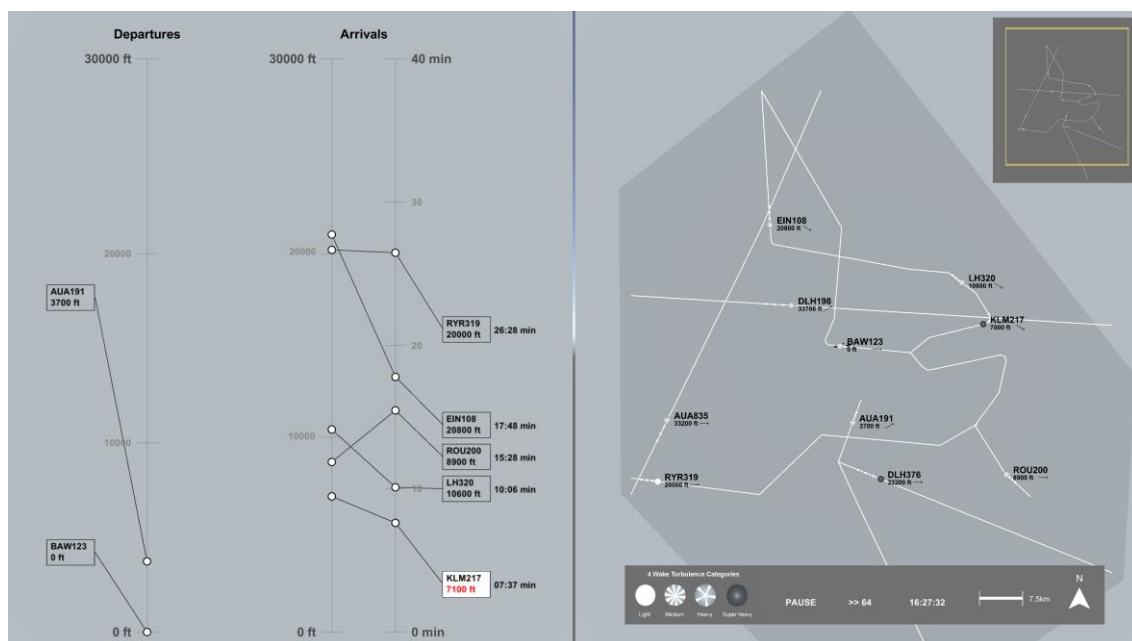 Departures
Arrivals
30000 ft
30000 ft
40 min
30
20000
20000
AUA191
3700 ft
RYR319
20000 ft
26:28 min
20
EIN108
20800 ft
17:48 min
10000
10000
ROU200
8900 ft
15:28 min
LH320
10600 ft
10:06 min
10
BAW123
0 ft
KLM217
7100 ft
07:37 min
0 ft
0 ft
0 min
EIN108
20800 ft
LH320
10600 ft
DLH198
33700 ft
KLM217
7000 ft
BAW123
0 ft
AUA835
33200 ft
AUA191
3700 ft
RYR319
20000 ft
DLH376
33200 ft
ROU200
8900 ft
4 Wake Turbulence Categories
Light
Medium
Heavy
Super heavy
PAUSE
>> 64
16:27:32
7.5km
N